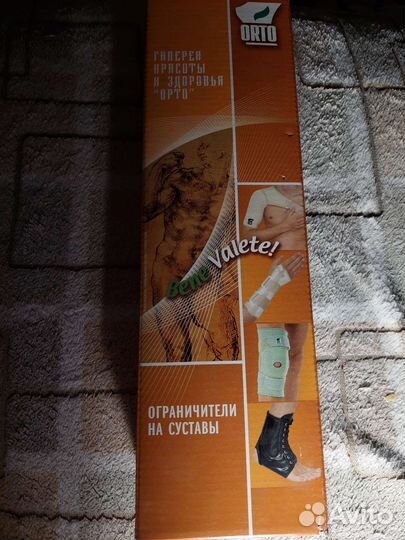 ORTO
ГАЛЕРЕЯ
КРАСОТЫ
И ЗДОРОВЬЯ
"ОРТО"
Bene Valete!
ОГРАНИЧИТЕЛИ
НА СУСТАВЫ
Avito